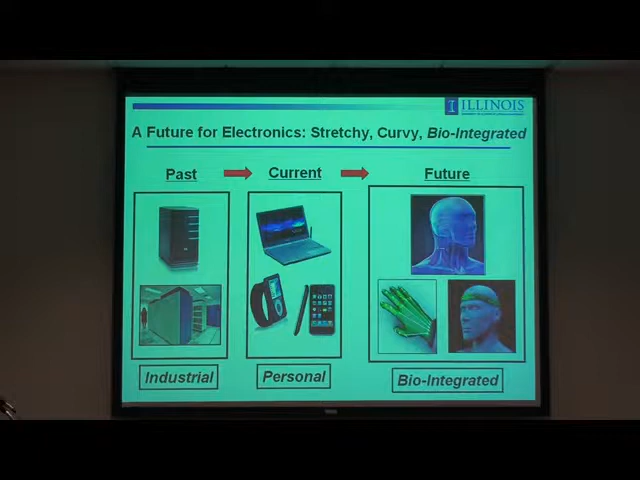 ILLINOIS
A Future for Electronics: Stretchy, Curvy, Bio-Integrated
Past
Current
Future
Industrial
Personal
Bio-Integrated